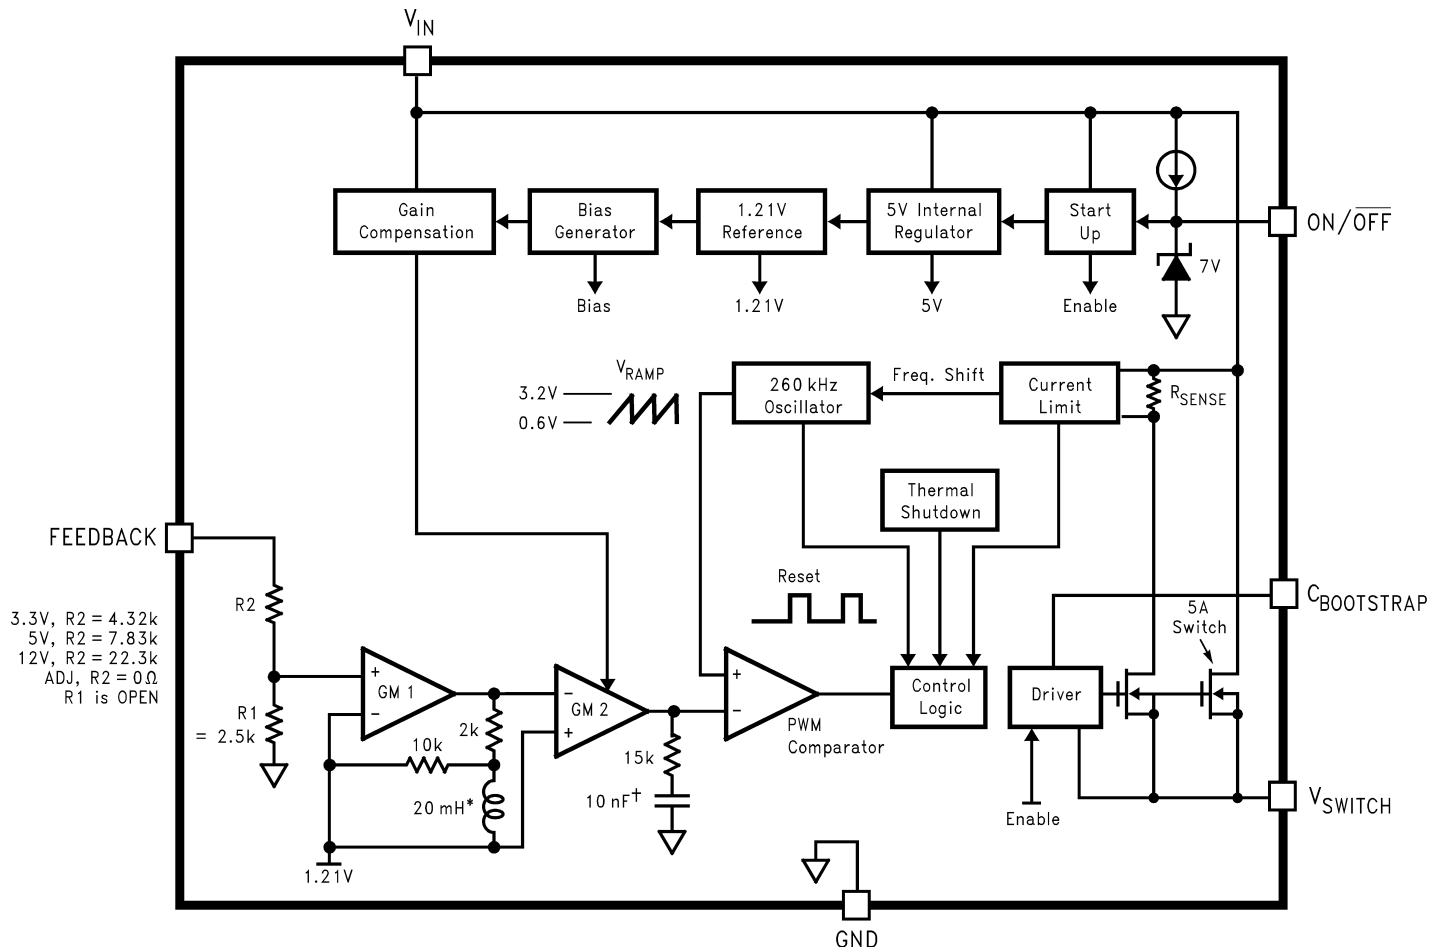 VIN
Gain
Compensation
Bias
Generator
1.21V
Reference
5V Internal
Regulator
Start
Up
ON/OFF
7V
Bias
1.21V
5V
Enable
VRAMP
3.2V
0.6V
260 kHz
Oscillator
Freq. Shift
Current
Limit
RSENSE
Thermal
Shutdown
FEEDBACK
Reset
R2
3.3V, R2 = 4.32k
5V, R2 = 7.83k
12V, R2 = 22.3k
ADJ, R2 = 0Ω
R1 is OPEN
R1
= 2.5k
CBOOTSTRAP
5A
Switch
+
GM 1
−
−
GM 2
+
+
−
PWM
Comparator
Control
Logic
Driver
2k
10k
20 mH*
15k
10 nF†
1.21V
Enable
VSWITCH
GND